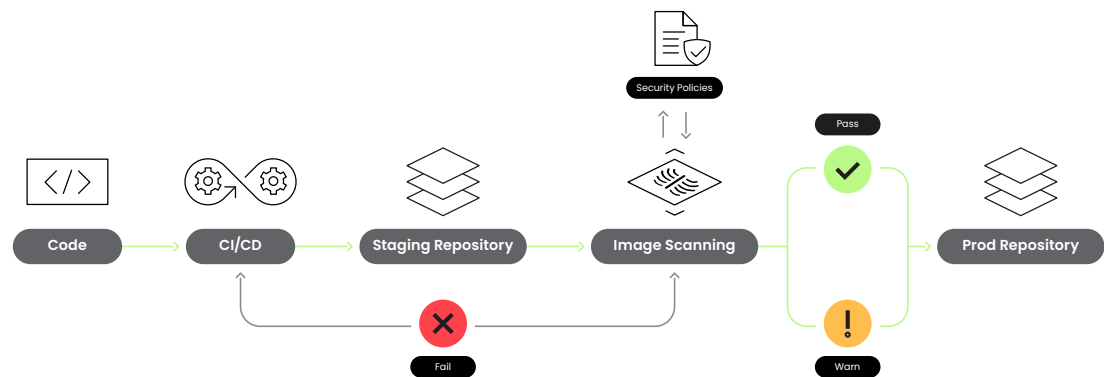 Security Policies
Pass
</>
Code
CI/CD
Staging Repository
Image Scanning
Prod Repository
Fail
Warn